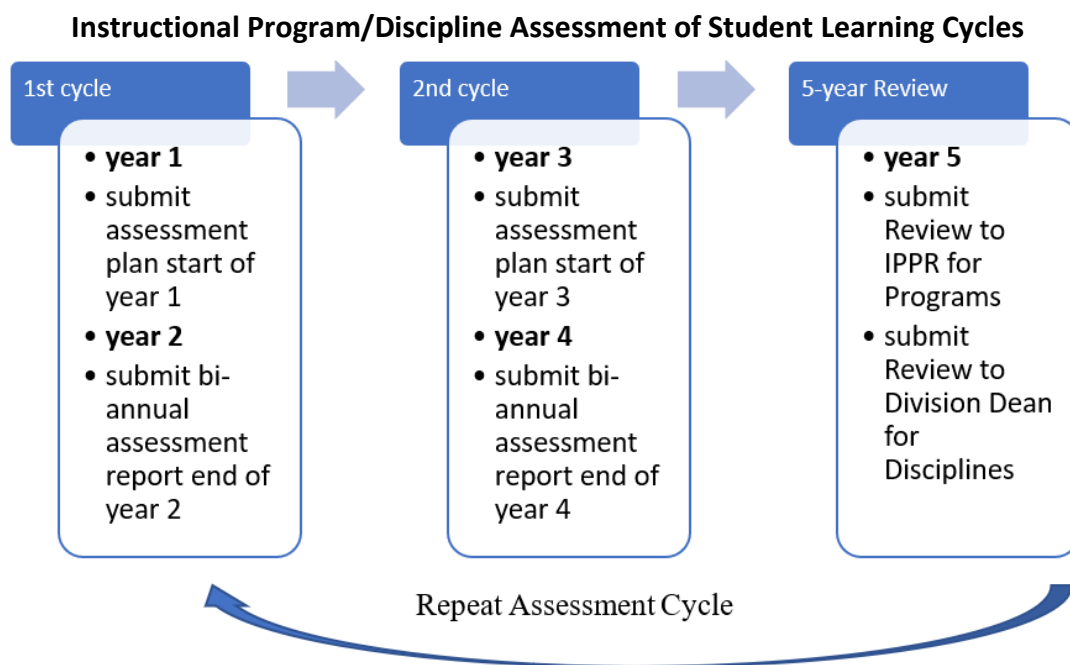 Instructional Program/Discipline Assessment of Student Learning Cycles
1st cycle
• year 1
• submit
assessment
plan start of
year 1
• year 2
• submit bi-
annual
assessment
report end of
year 2
2nd cycle
• year 3
• submit
assessment
plan start of
year 3
• year 4
• submit bi-
annual
assessment
report end of
year 4
5-year Review
• year 5
• submit
Review to
IPPR for
Programs
• submit
Review to
Division Dean
for
Disciplines
Repeat Assessment Cycle